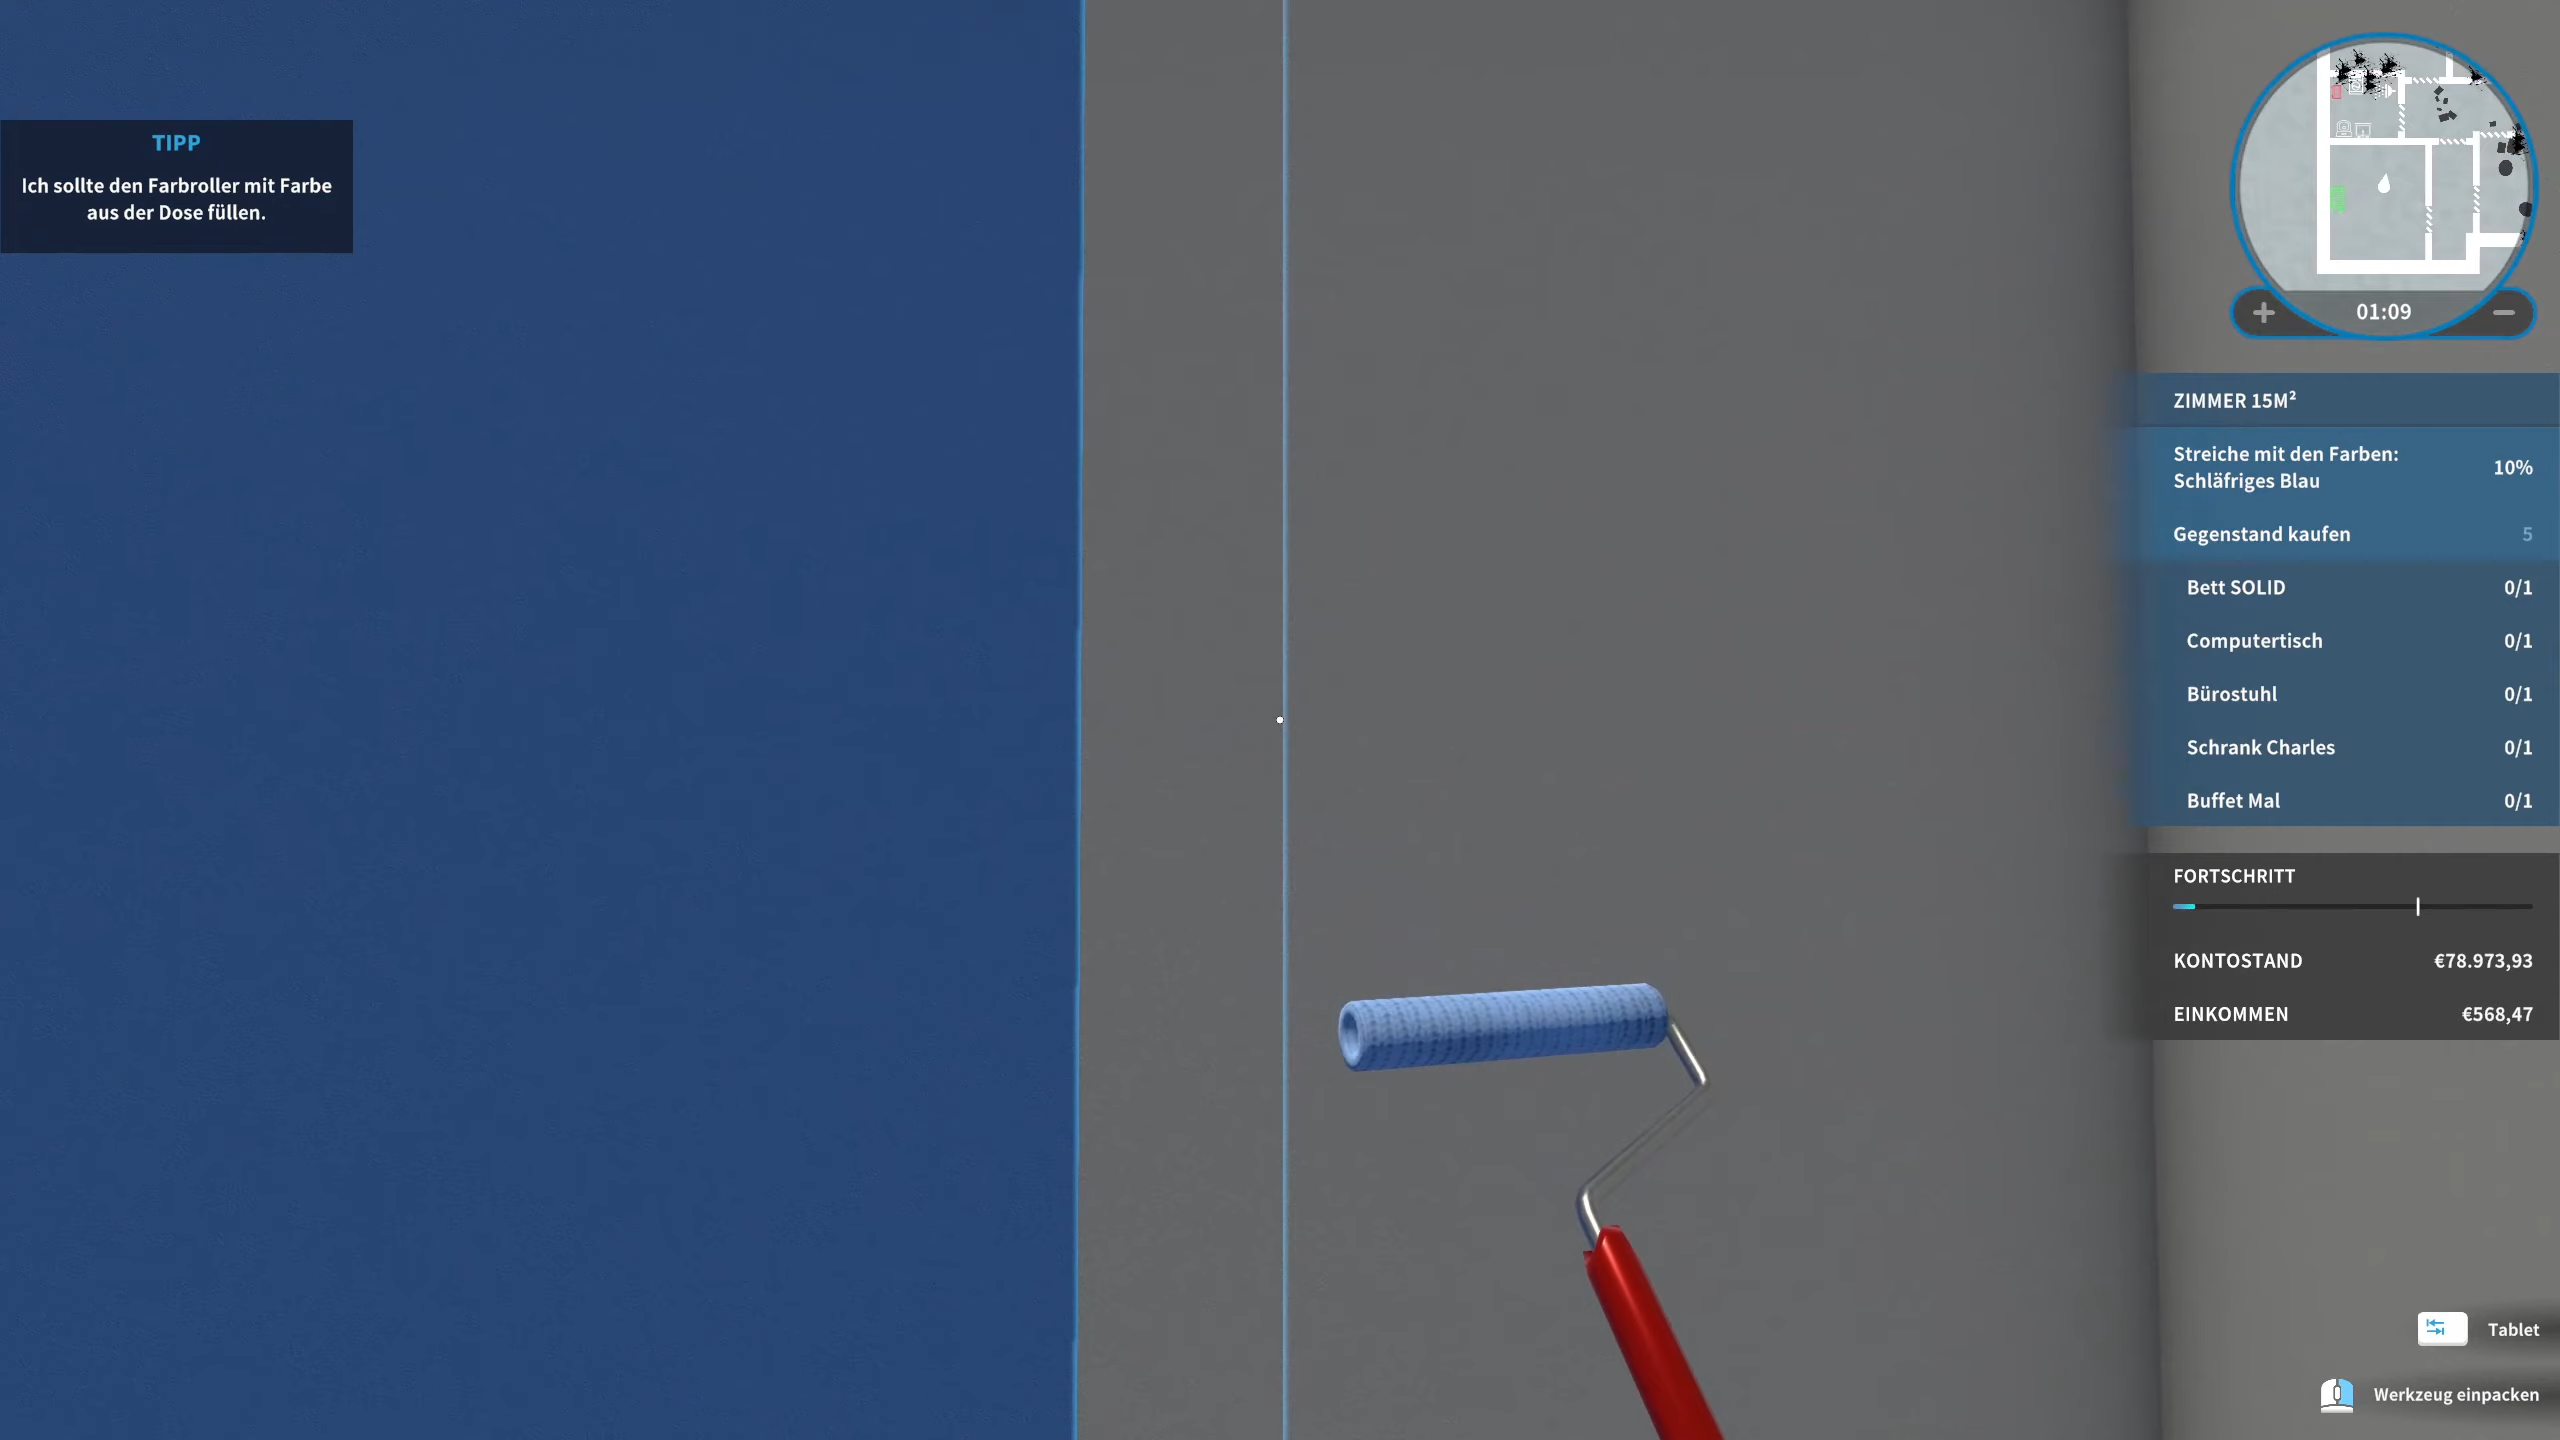 TIPP
Ich sollte den Farbroller mit Farbe
aus der Dose füllen.
01:09
ZIMMER 15M²
Streiche mit den Farben:
Schläfriges Blau 10%
Gegenstand kaufen 5
Bett SOLID 0/1
Computertisch 0/1
Bürostuhl 0/1
Schrank Charles 0/1
Buffet Mal 0/1
FORTSCHRITT
KONTOSTAND €78.973,93
EINKOMMEN €568,47
Tablet
Werkzeug einpacken